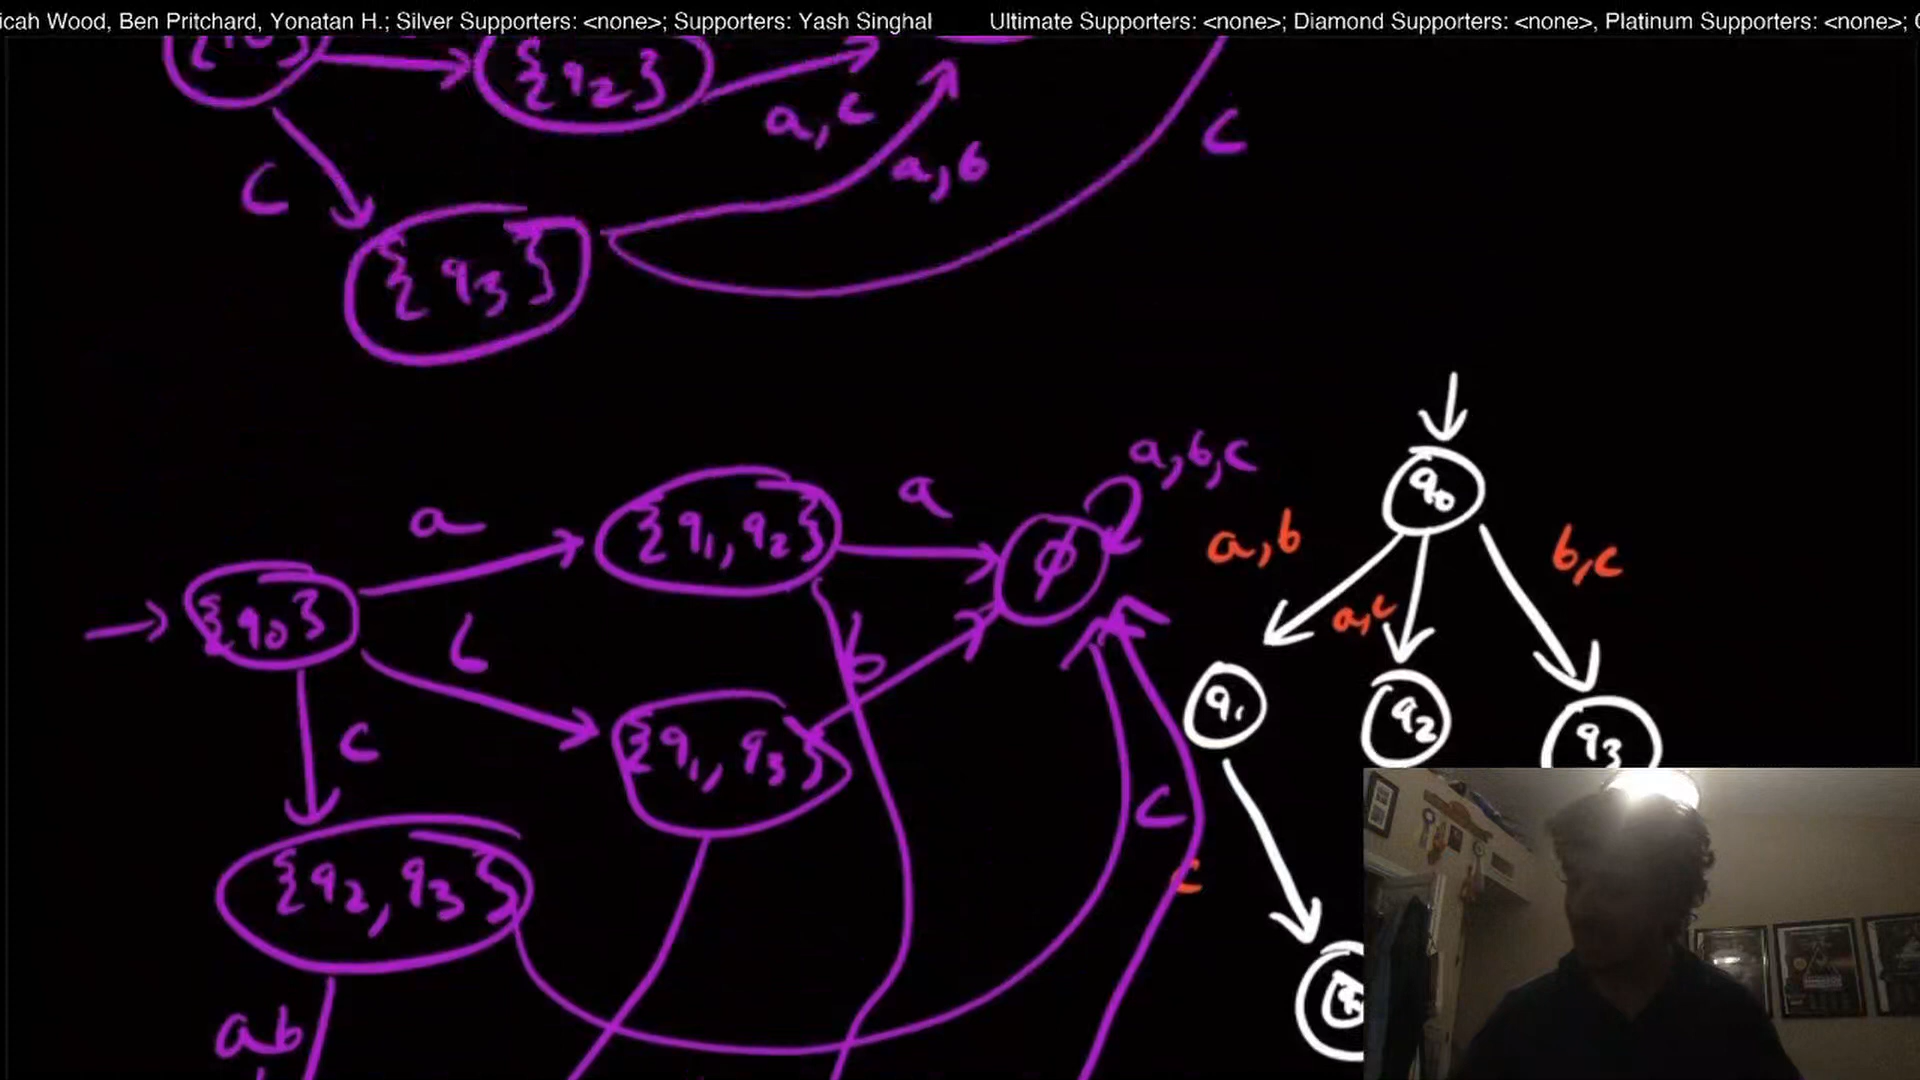 icah Wood, Ben Pritchard, Yonatan H.; Silver Supporters: <none>; Supporters: Yash Singhal Ultimate Supporters: <none>; Diamond Supporters: <none>, Platinum Supporters: <none>;
{q2}
a,c
c
c
a,b
{q3}
a,b,c
a
a
{q1,q2}
φ
q0
a,b
b,c
{q0}
b
a,c
b
q1
q2
q3
c
{q1,q3}
c
{q2,q3}
c
ab